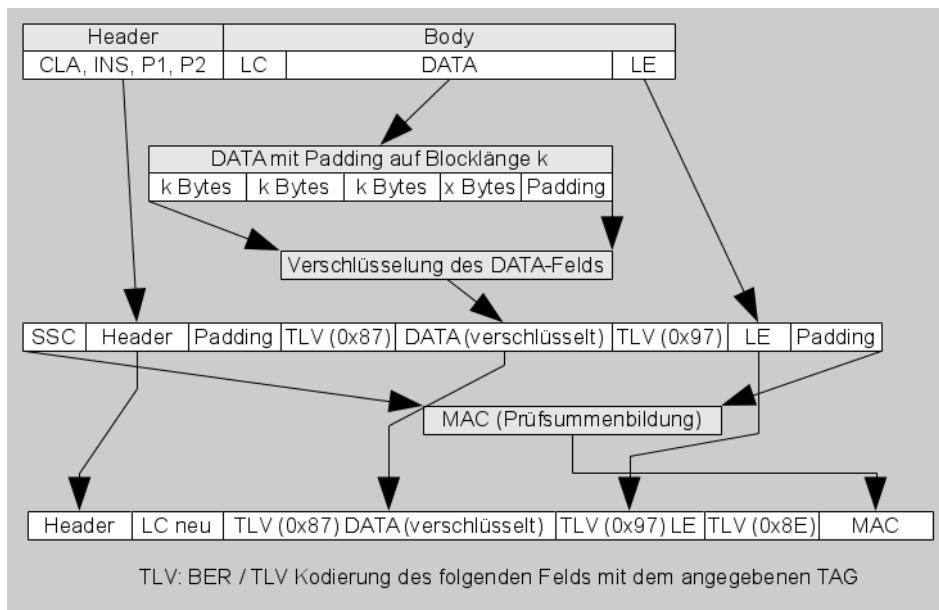 Header Body
CLA, INS, P1, P2 LC DATA LE
DATA mit Padding auf Blocklänge k
k Bytes k Bytes k Bytes x Bytes Padding
Verschlüsselung des DATA-Felds
SSC Header Padding TLV (0x87) DATA (verschlüsselt) TLV (0x97) LE Padding
MAC (Prüfsummenbildung)
Header LC neu TLV (0x87) DATA (verschlüsselt) TLV (0x97) LE TLV (0x8E) MAC
TLV: BER / TLV Kodierung des folgenden Felds mit dem angegebenen TAG